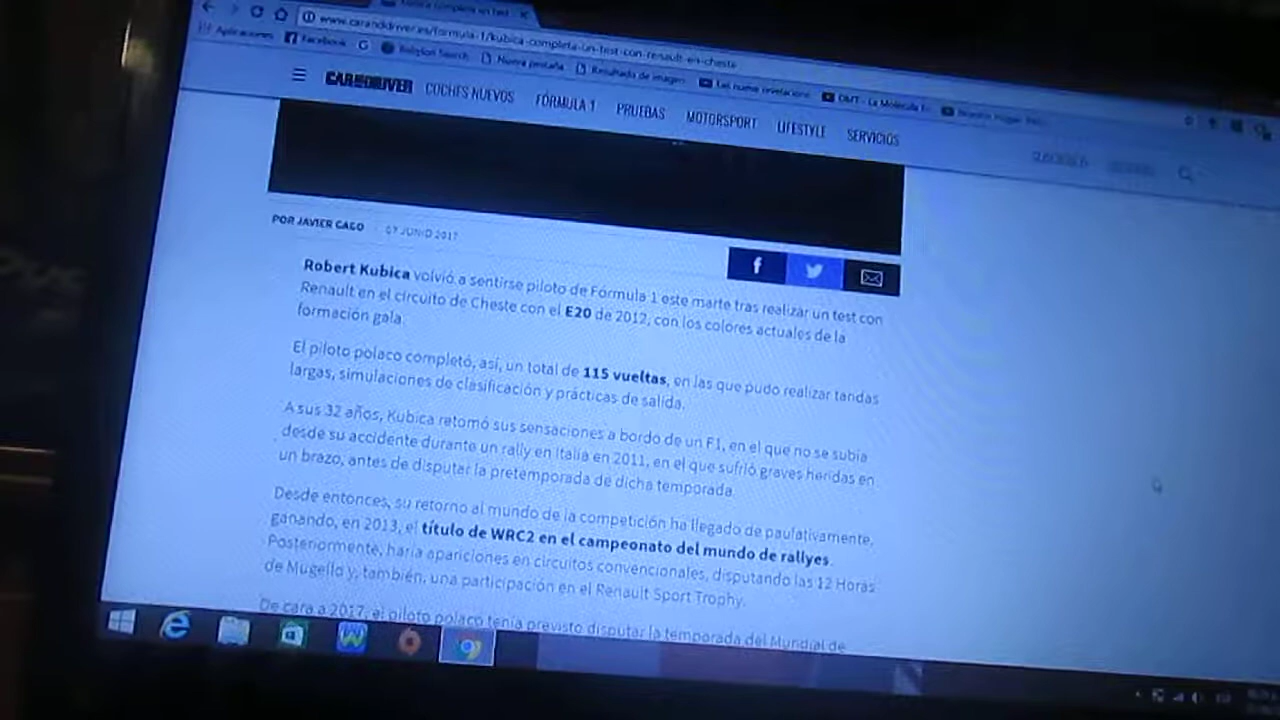 www.caranddriver.es/formula-1/kubica-completa-un-test-con-renault-en-cheste
Aplicaciones Facebook G Religion Search Nueva pestaña Resultado de imagen DMT - La Molécula
CAR AND DRIVER COCHES NUEVOS FÓRMULA 1 PRUEBAS MOTORSPORT LIFESTYLE SERVICIOS
POR JAVIER GAGO 07 JUNIO 2017
Robert Kubica volvió a sentirse piloto de Fórmula 1 este marte tras realizar un test con
Renault en el circuito de Cheste con el E20 de 2012, con los colores actuales de la
formación gala.
El piloto polaco completó, así, un total de 115 vueltas, en las que pudo realizar tandas
largas, simulaciones de clasificación y prácticas de salida.
A sus 32 años, Kubica retomó sus sensaciones a bordo de un F1, en el que no se subía
desde su accidente durante un rally en Italia en 2011, en el que sufrió graves heridas en
un brazo, antes de disputar la pretemporada de dicha temporada.
Desde entonces, su retorno al mundo de la competición ha llegado de paulativamente,
ganando, en 2013, el título de WRC2 en el campeonato del mundo de rallyes.
Posteriormente, haría apariciones en circuitos convencionales, disputando las 12 Horas
de Mugello y, también, una participación en el Renault Sport Trophy.
De cara a 2017, el piloto polaco tenía previsto disputar la temporada del Mundial de